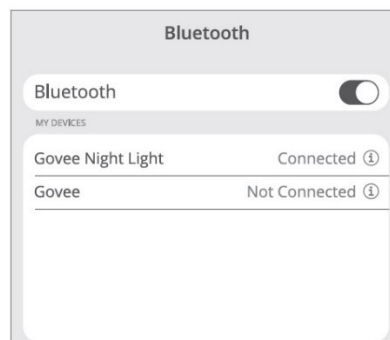 Bluetooth
Bluetooth
MY DEVICES
Govee Night Light Connected
Govee Not Connected